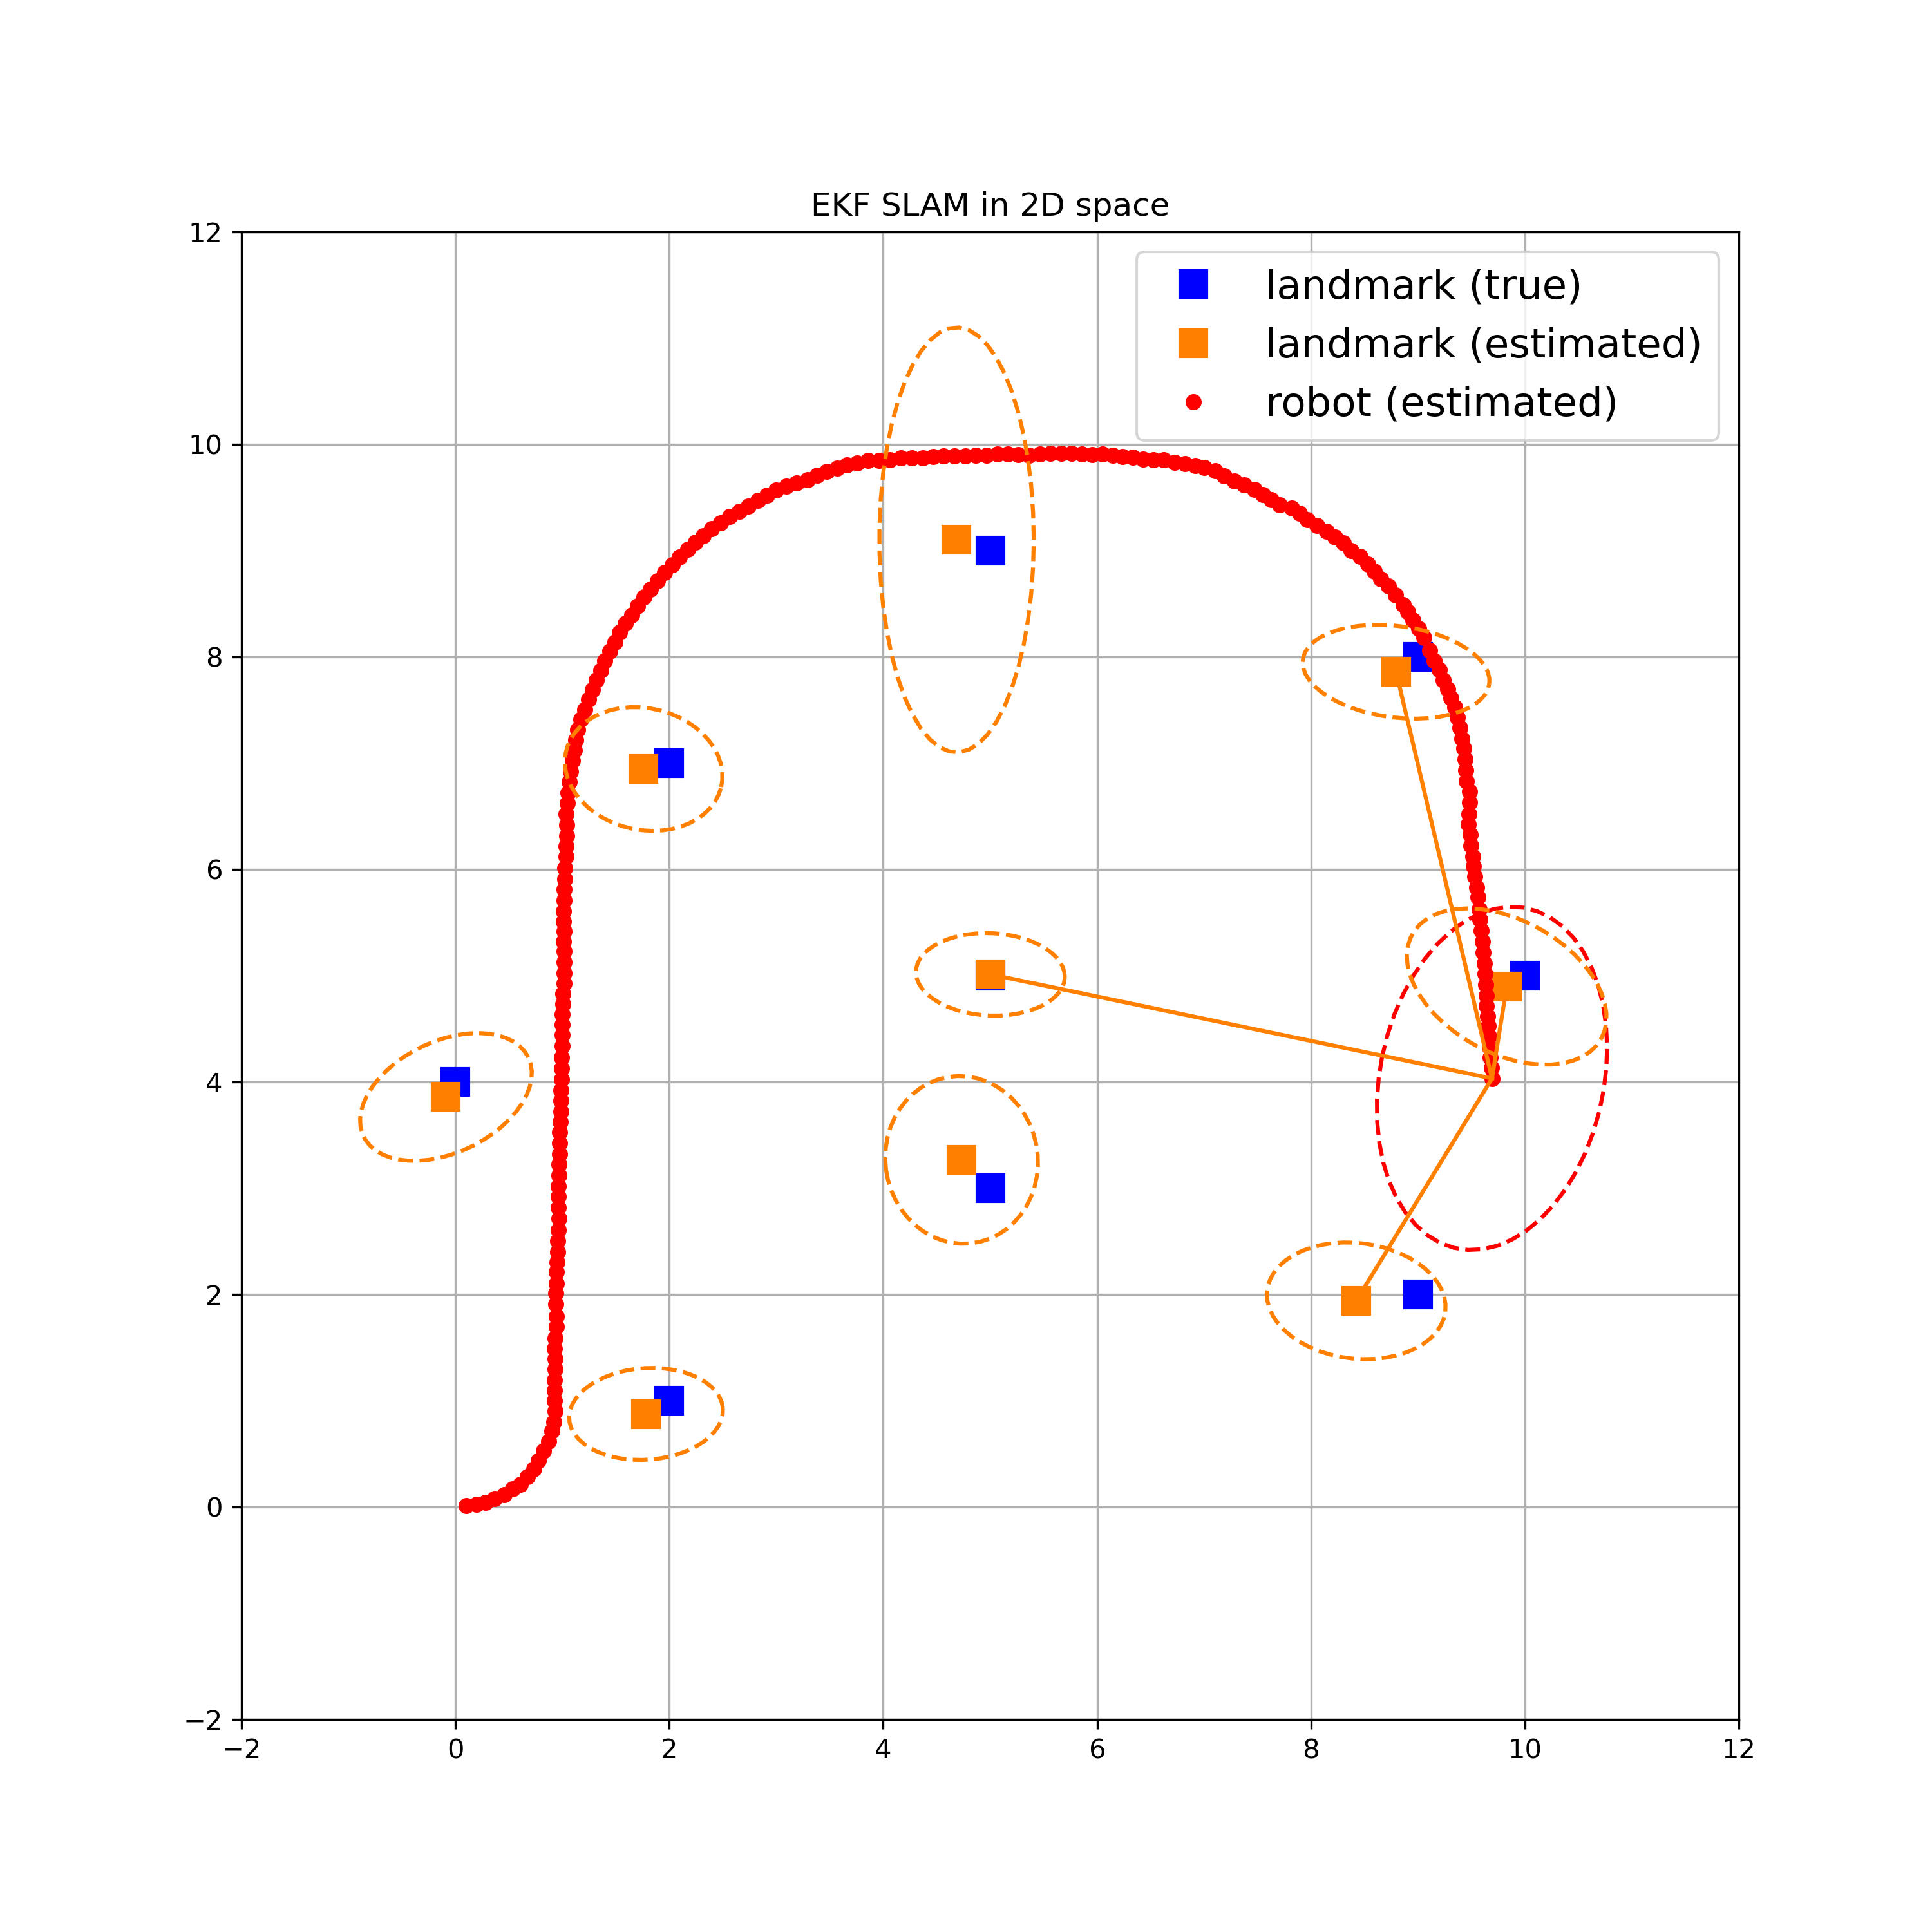 EKF SLAM in 2D space
12
10
8
6
4
2
0
−2
−2 0 2 4 6 8 10 12
landmark (true)
landmark (estimated)
robot (estimated)